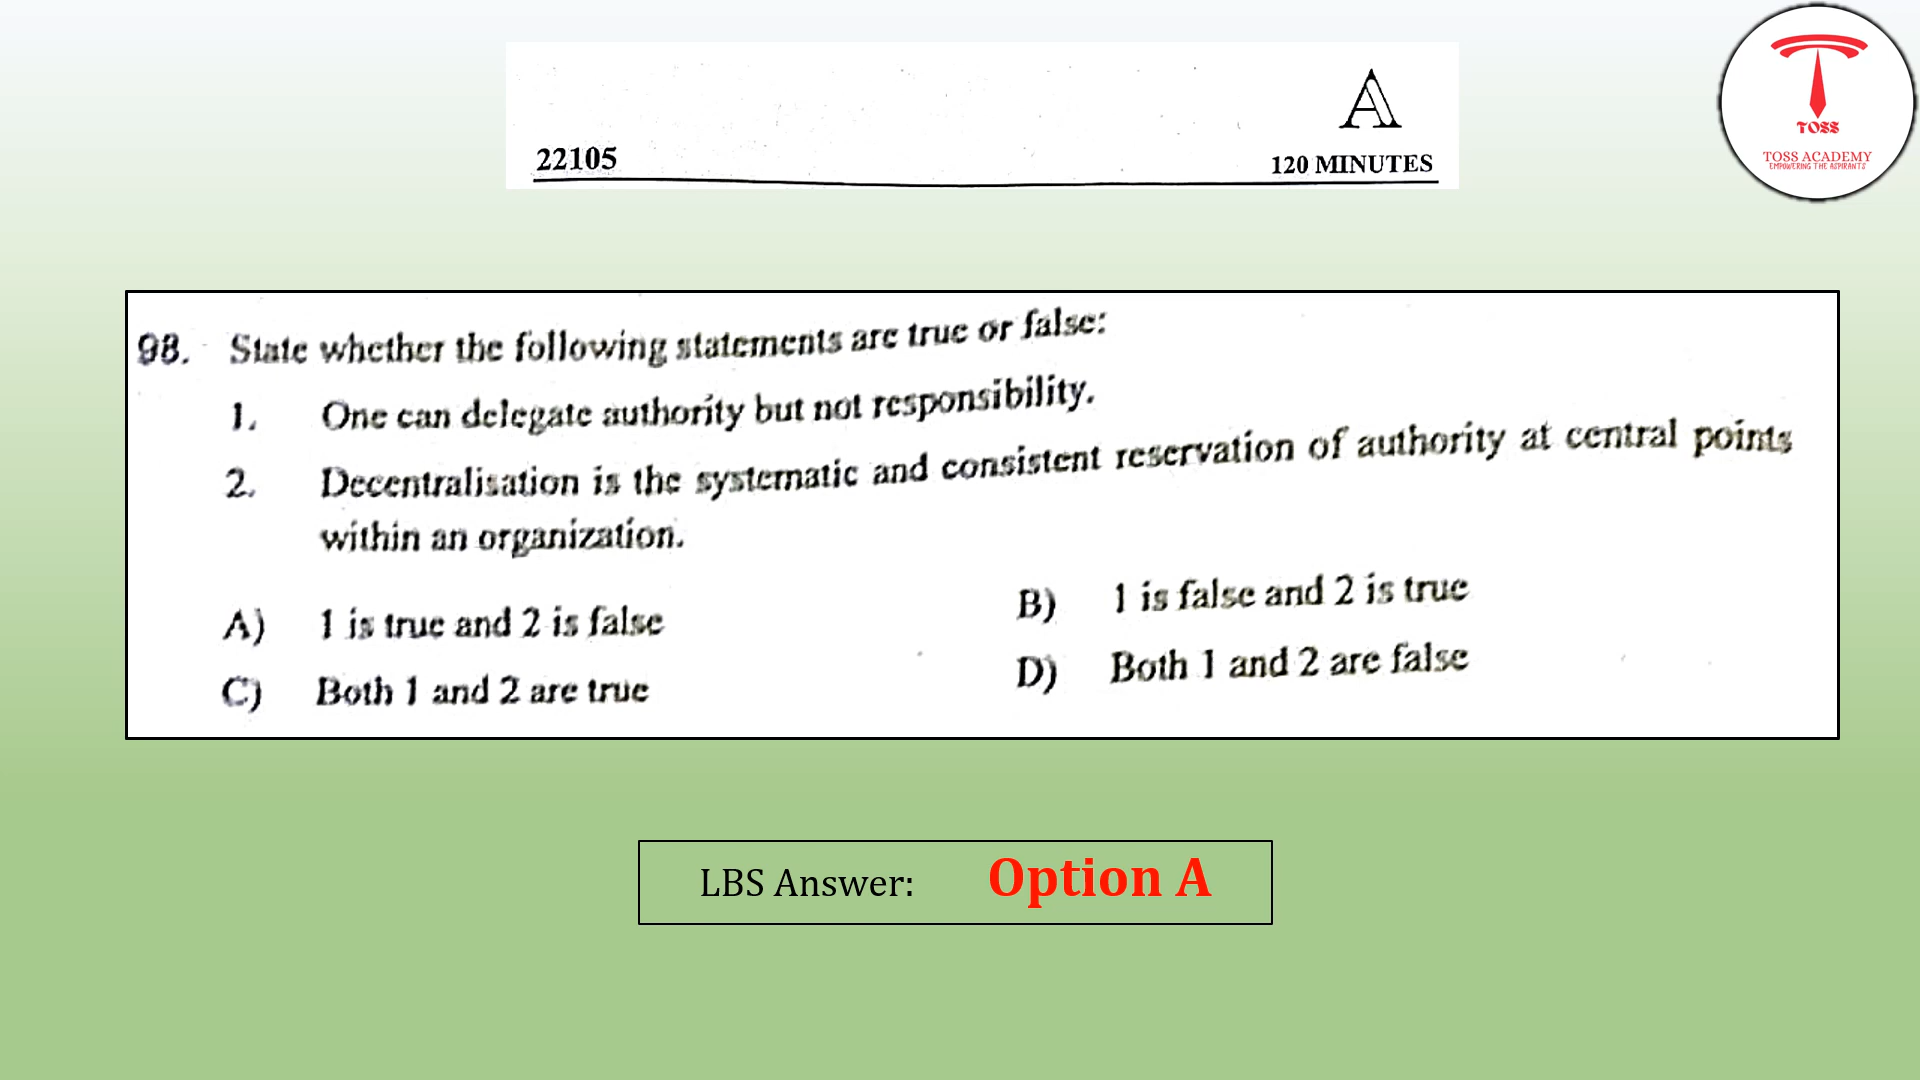 A
22105
120 MINUTES
TOSS
TOSS ACADEMY
EMPOWERING THE ASPIRANTS
98. State whether the following statements are true or false:
1. One can delegate authority but not responsibility.
2. Decentralisation is the systematic and consistent reservation of authority at central points
within an organization.
A) 1 is true and 2 is false
B) 1 is false and 2 is true
C) Both 1 and 2 are true
D) Both 1 and 2 are false
LBS Answer: Option A